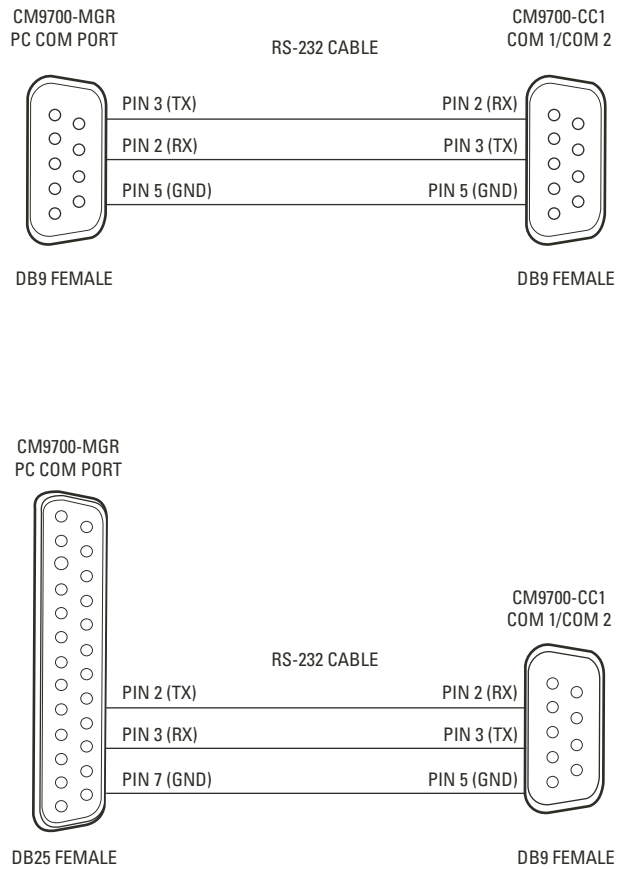 CM9700-MGR
PC COM PORT
RS-232 CABLE
CM9700-CC1
COM 1/COM 2
PIN 3 (TX)
PIN 2 (RX)
PIN 2 (RX)
PIN 3 (TX)
PIN 5 (GND)
PIN 5 (GND)
DB9 FEMALE
DB9 FEMALE
CM9700-MGR
PC COM PORT
CM9700-CC1
COM 1/COM 2
RS-232 CABLE
PIN 2 (TX)
PIN 2 (RX)
PIN 3 (RX)
PIN 3 (TX)
PIN 7 (GND)
PIN 5 (GND)
DB25 FEMALE
DB9 FEMALE